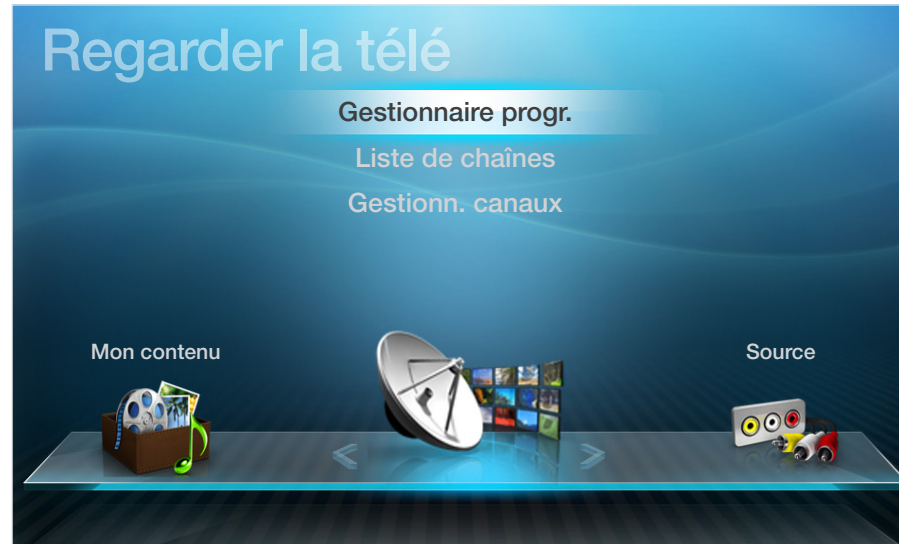 Regarder la télé
Gestionnaire progr.
Liste de chaînes
Gestionn. canaux
Mon contenu
Source